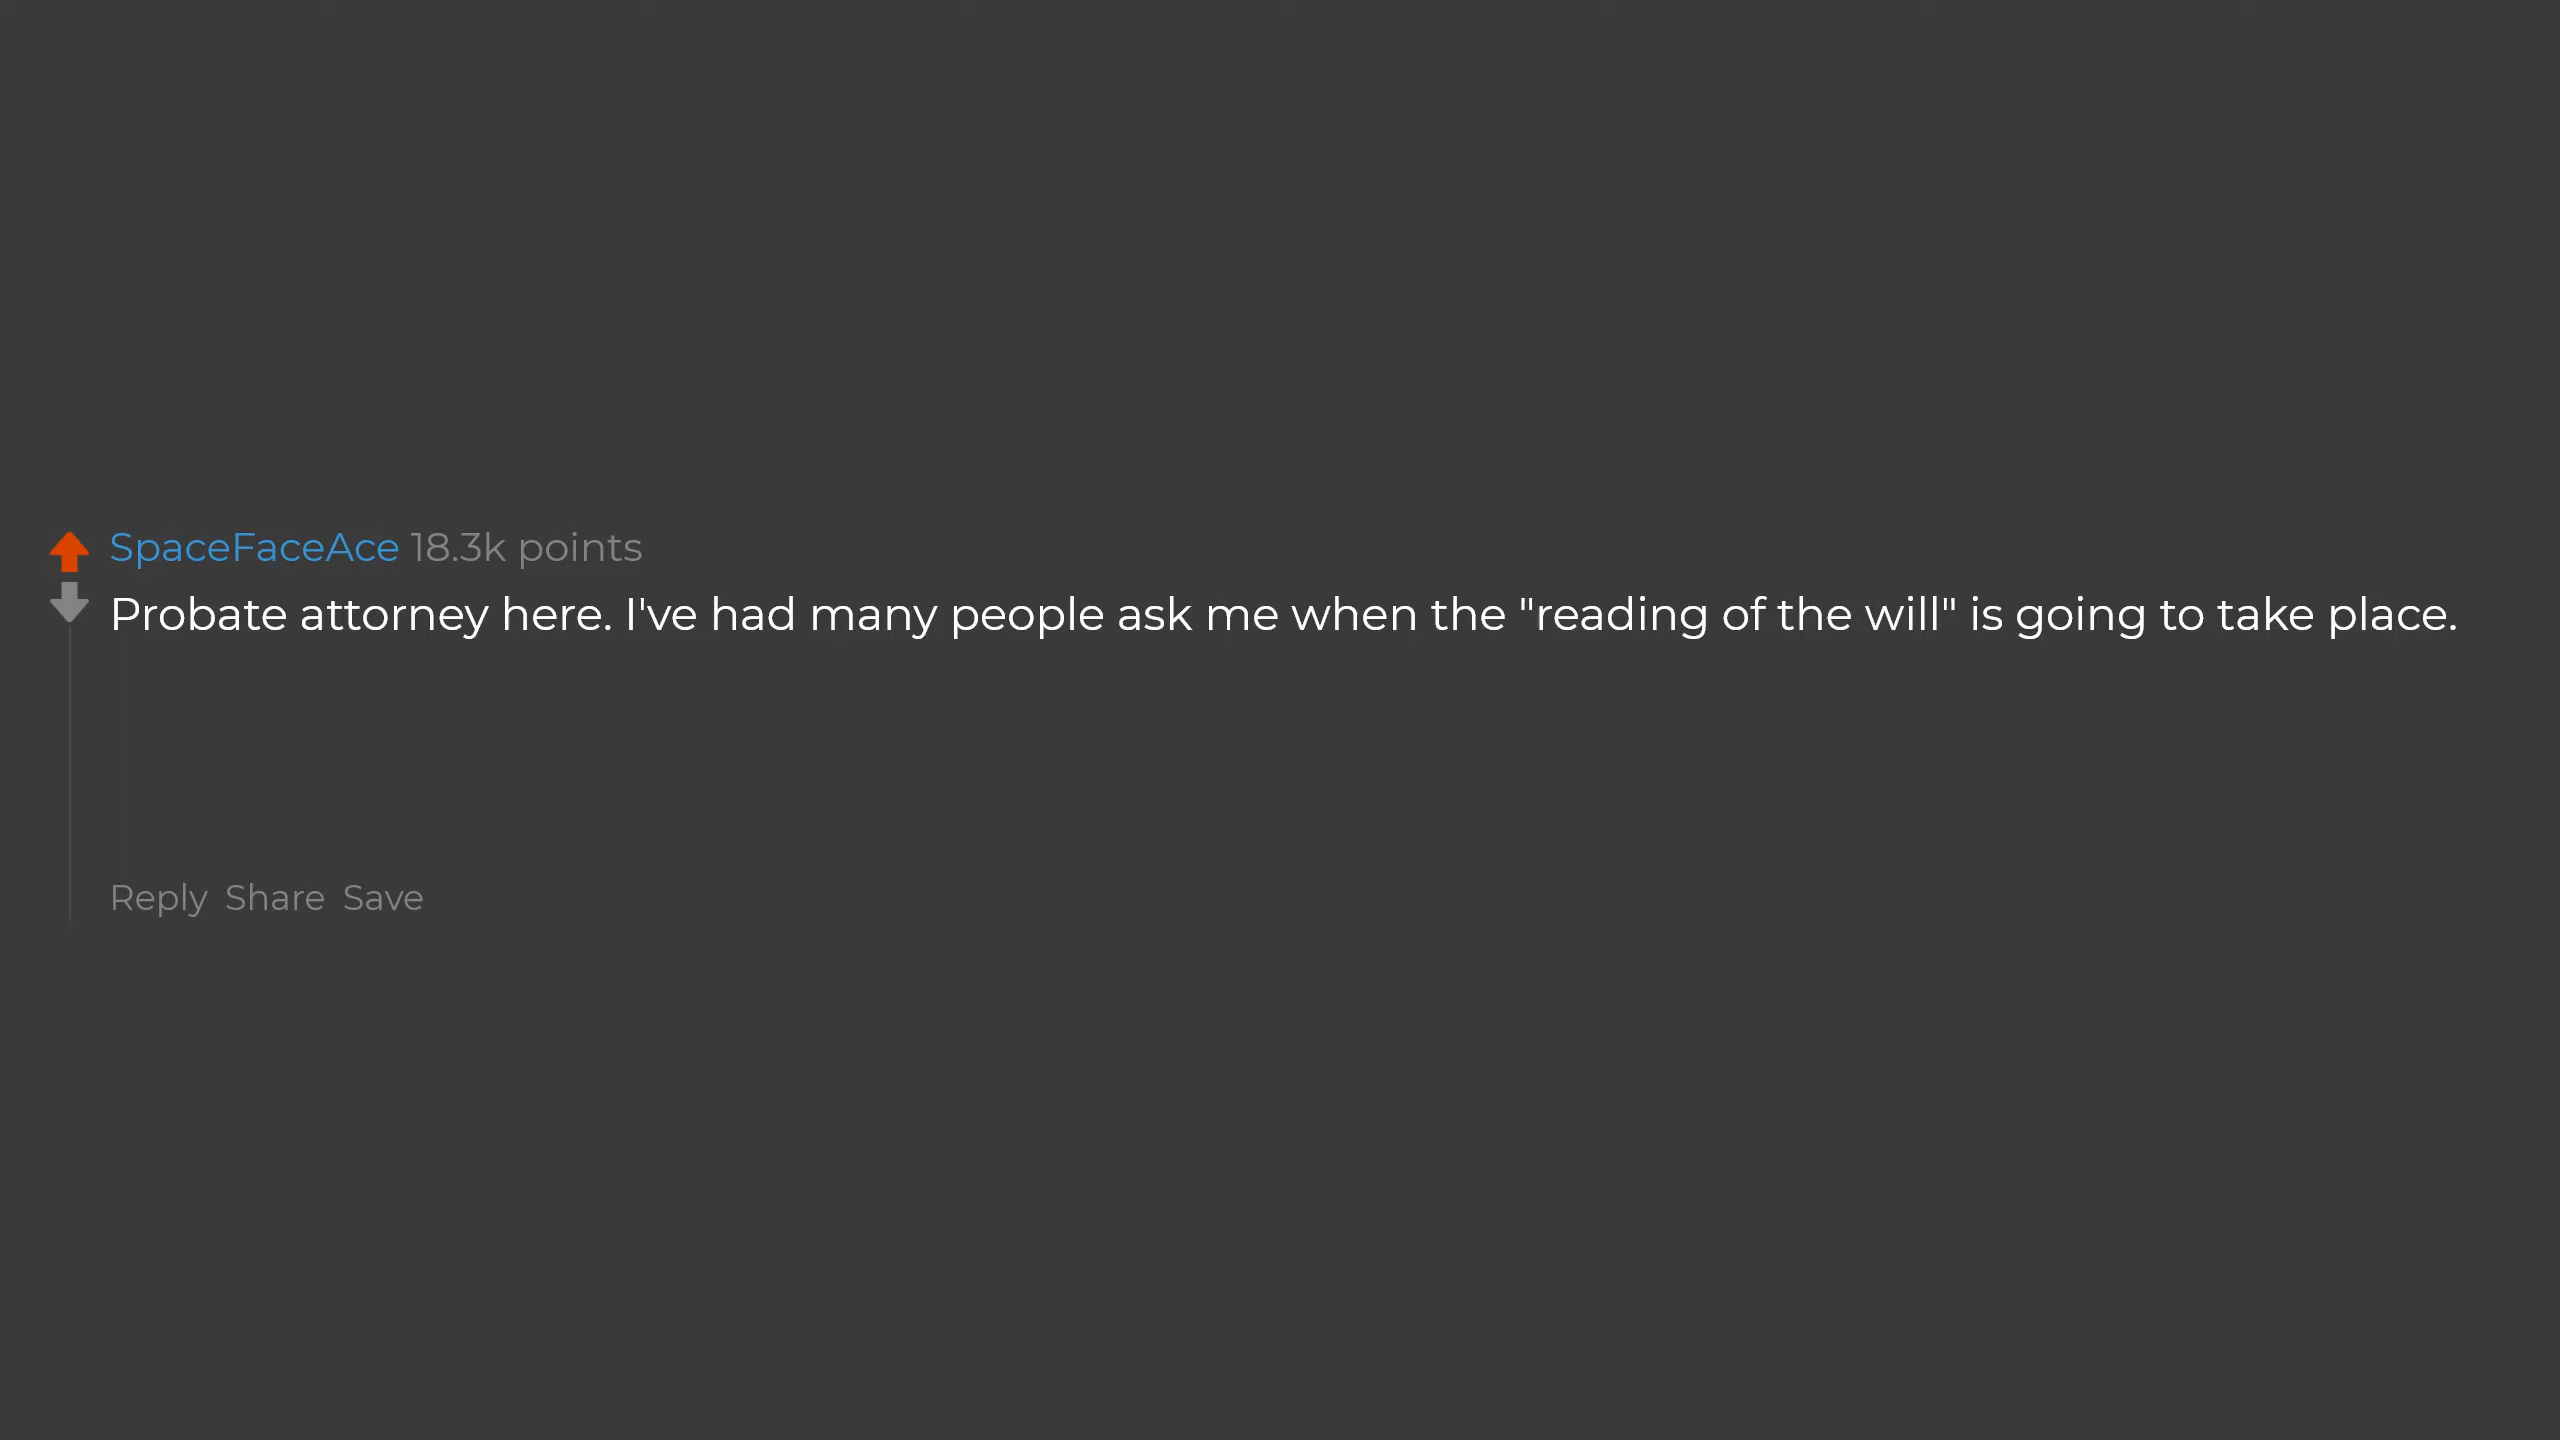 SpaceFaceAce 18.3k points
Probate attorney here. I've had many people ask me when the "reading of the will" is going to take place.
Reply Share Save